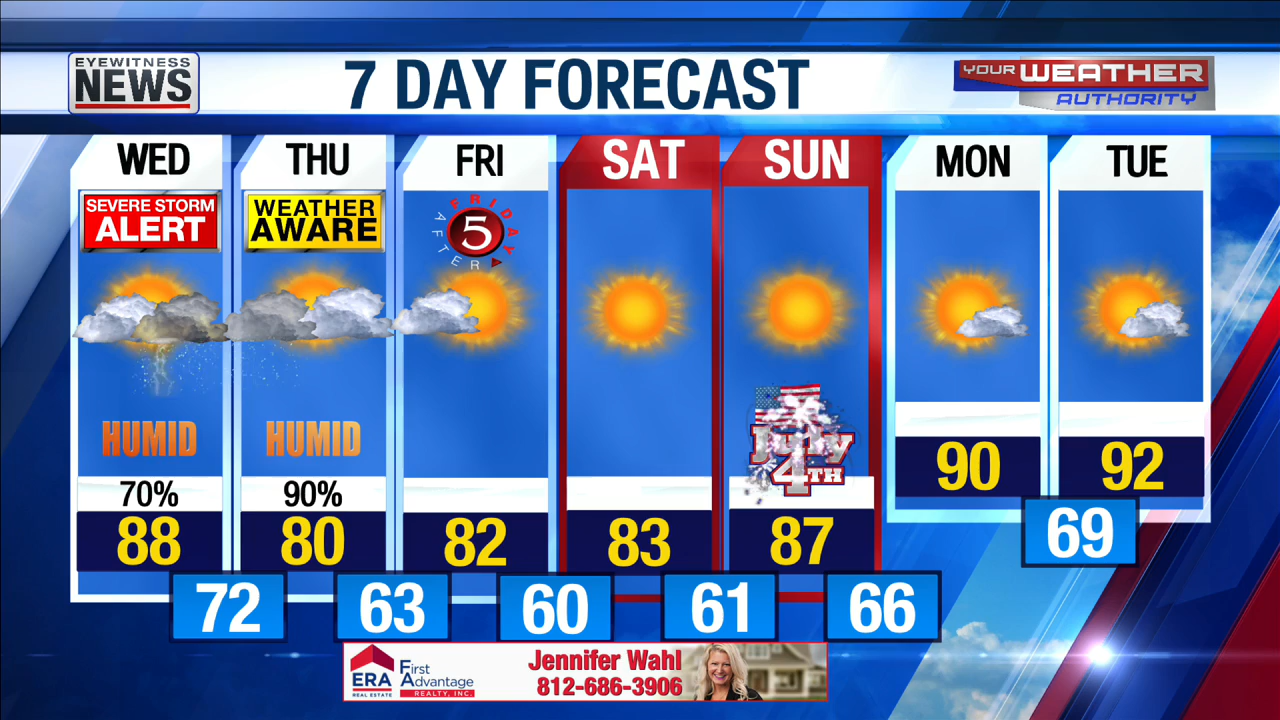 EYEWITNESS
NEWS
7 DAY FORECAST
YOUR WEATHER
AUTHORITY
WED
THU
FRI
SAT
SUN
MON
TUE
SEVERE STORM
ALERT
WEATHER
AWARE
FRIDAY
5
AFTER
HUMID
HUMID
July
4TH
70%
90%
88
80
82
83
87
90
92
72
63
60
61
66
69
ERA
REAL ESTATE
First
Advantage
REALTY, INC.
Jennifer Wahl
812-686-3906